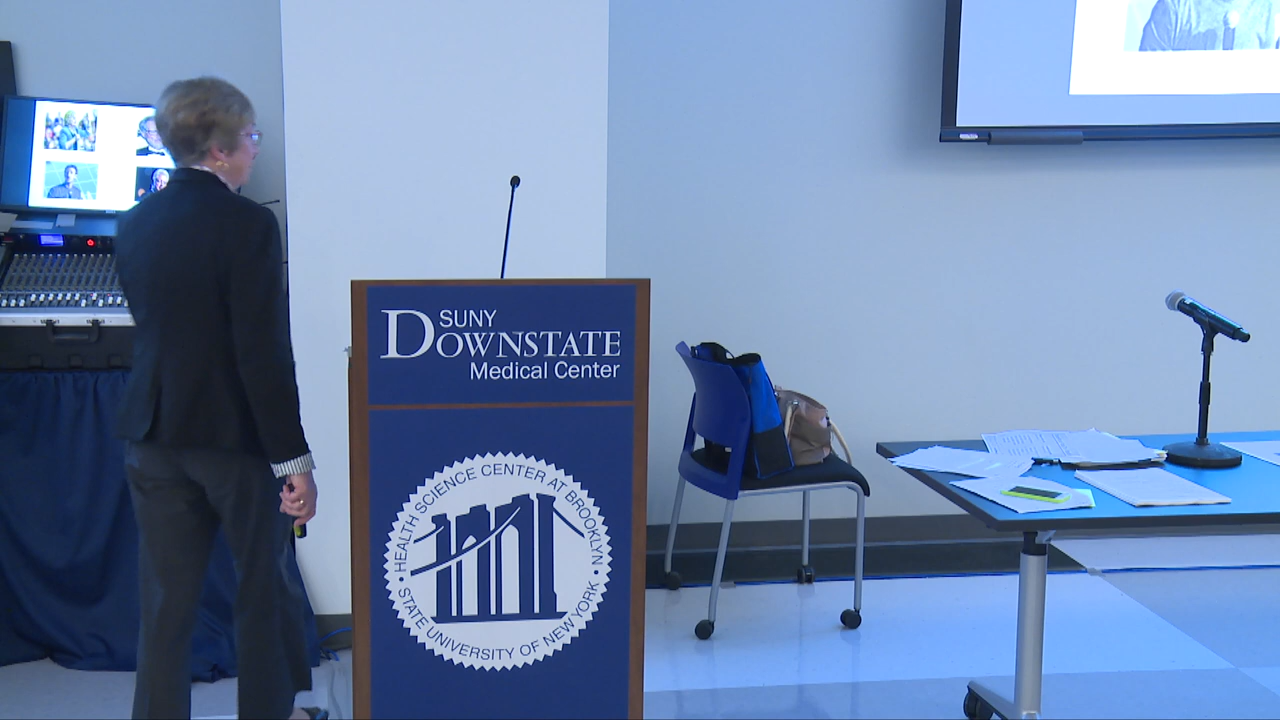 SUNY
DOWNSTATE
Medical Center
HEALTH SCIENCE CENTER AT BROOKLYN
STATE UNIVERSITY OF NEW YORK